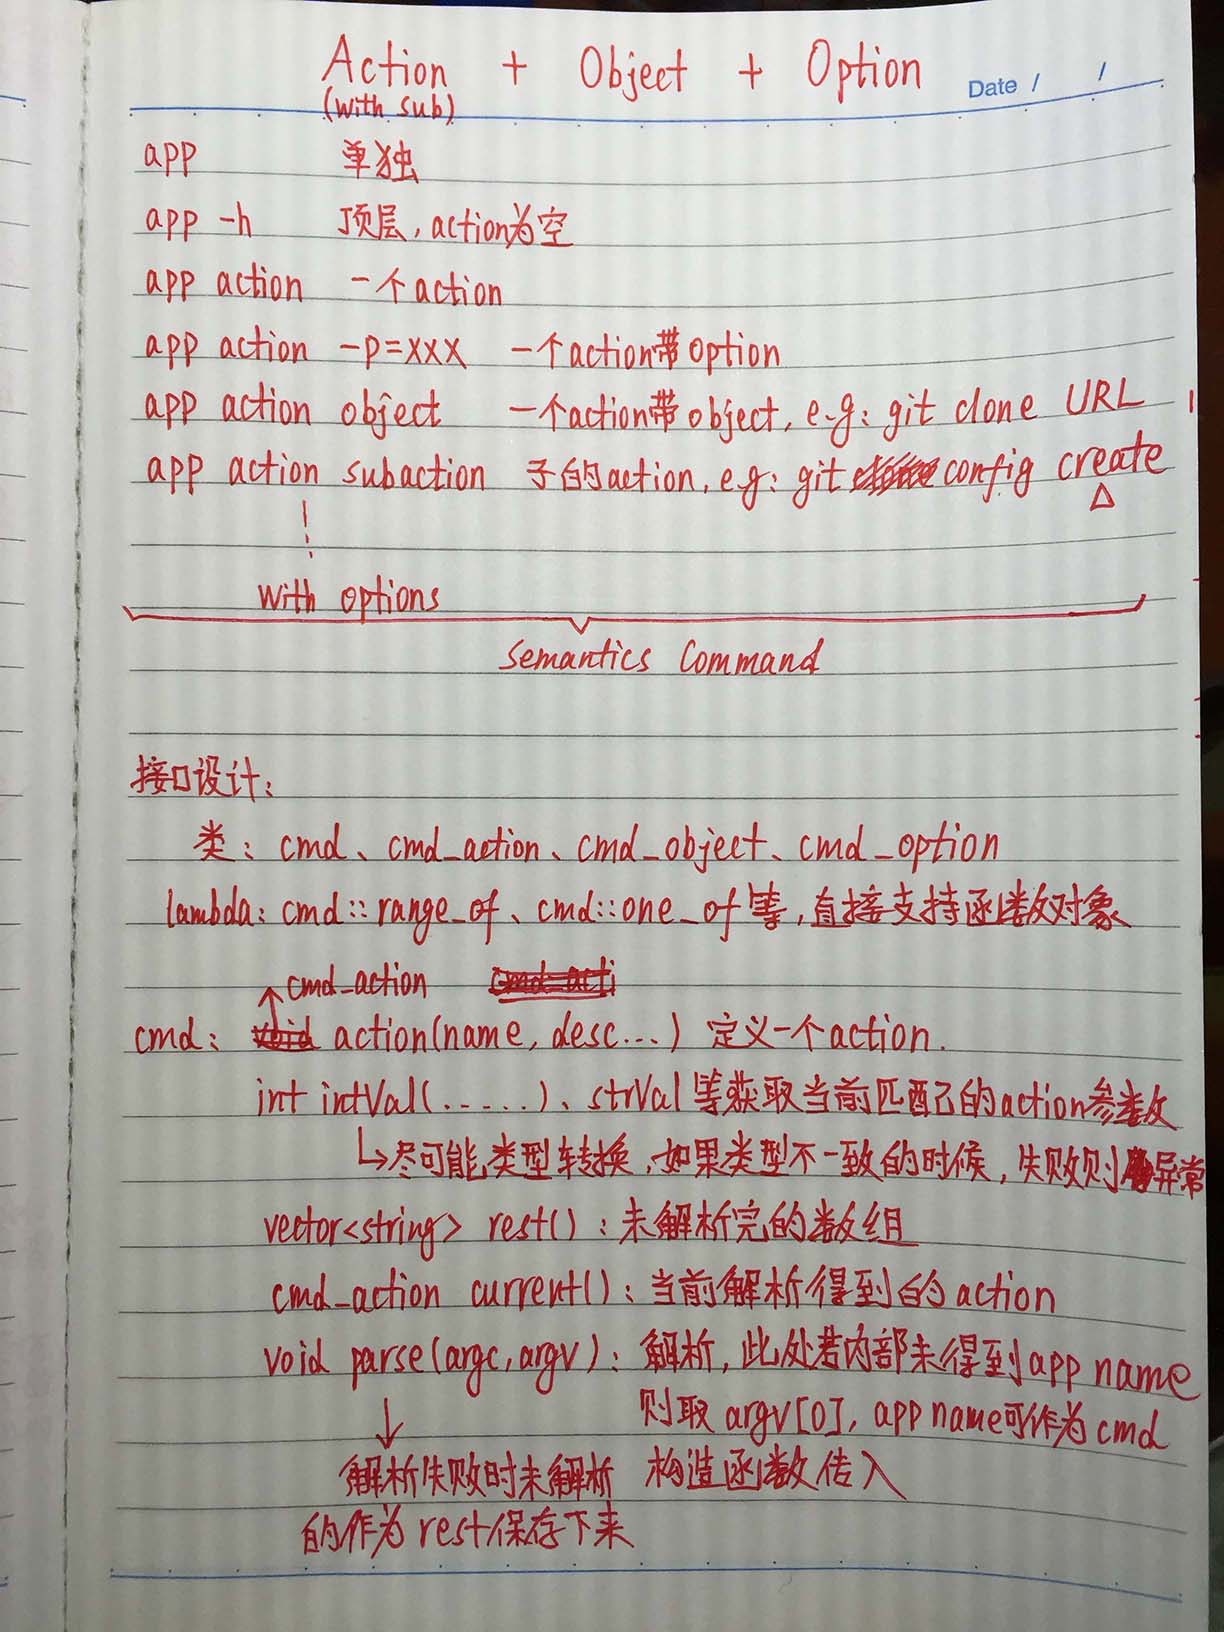 Action + Object + Option Date / /
(with sub)
app 单独
app -h 顶层,action为空
app action 一个action
app action -p=xxx 一个action带option
app action object 一个action带object, e.g: git clone URL
app action subaction 子的action, e.g: git config create
with options
Semantics Command
接口设计:
类: cmd、cmd_action、cmd_object、cmd_option
lambda: cmd::range_of、cmd::one_of等,直接支持函数对象
cmd_action
cmd: void action(name, desc...) 定义一个action.
int intVal(......)、strVal等获取当前匹配己的action参数
尽可能类型转换,如果类型不一致的时候,失败则异常
vector<string> rest(): 未解析完的数组
cmd_action current(): 当前解析得到的action
void parse(argc, argv): 解析,此处若内部未得到app name
则取argv[0], app name可作为cmd
构造函数传入
解析失败时未解析
的作为rest保存下来